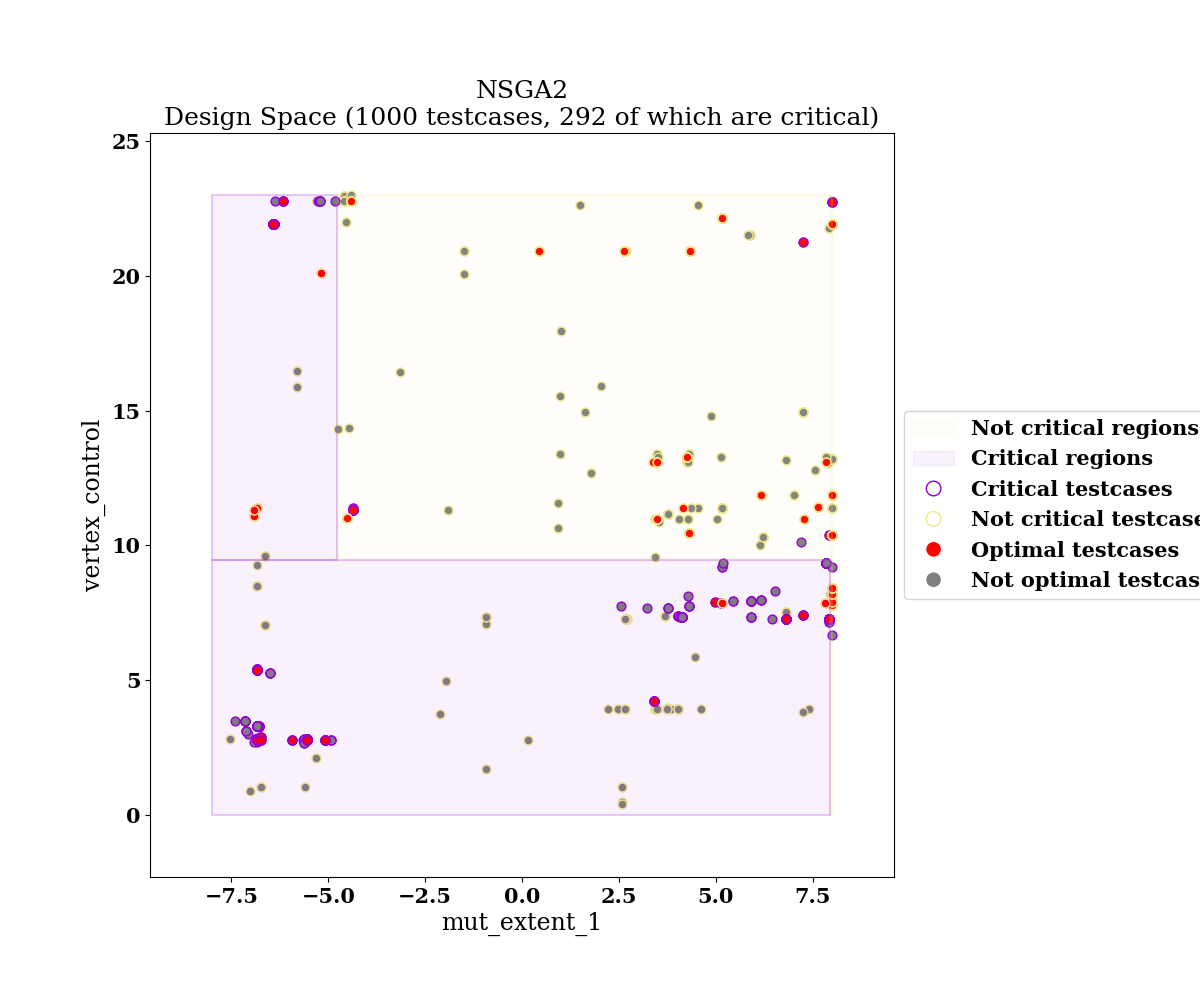 NSGA2
Design Space (1000 testcases, 292 of which are critical)
25
20
15
10
5
0
vertex_control
−7.5
−5.0
−2.5
0.0
2.5
5.0
7.5
mut_extent_1
Not critical regions
Critical regions
Critical testcases
Not critical testcase
Optimal testcases
Not optimal testcas